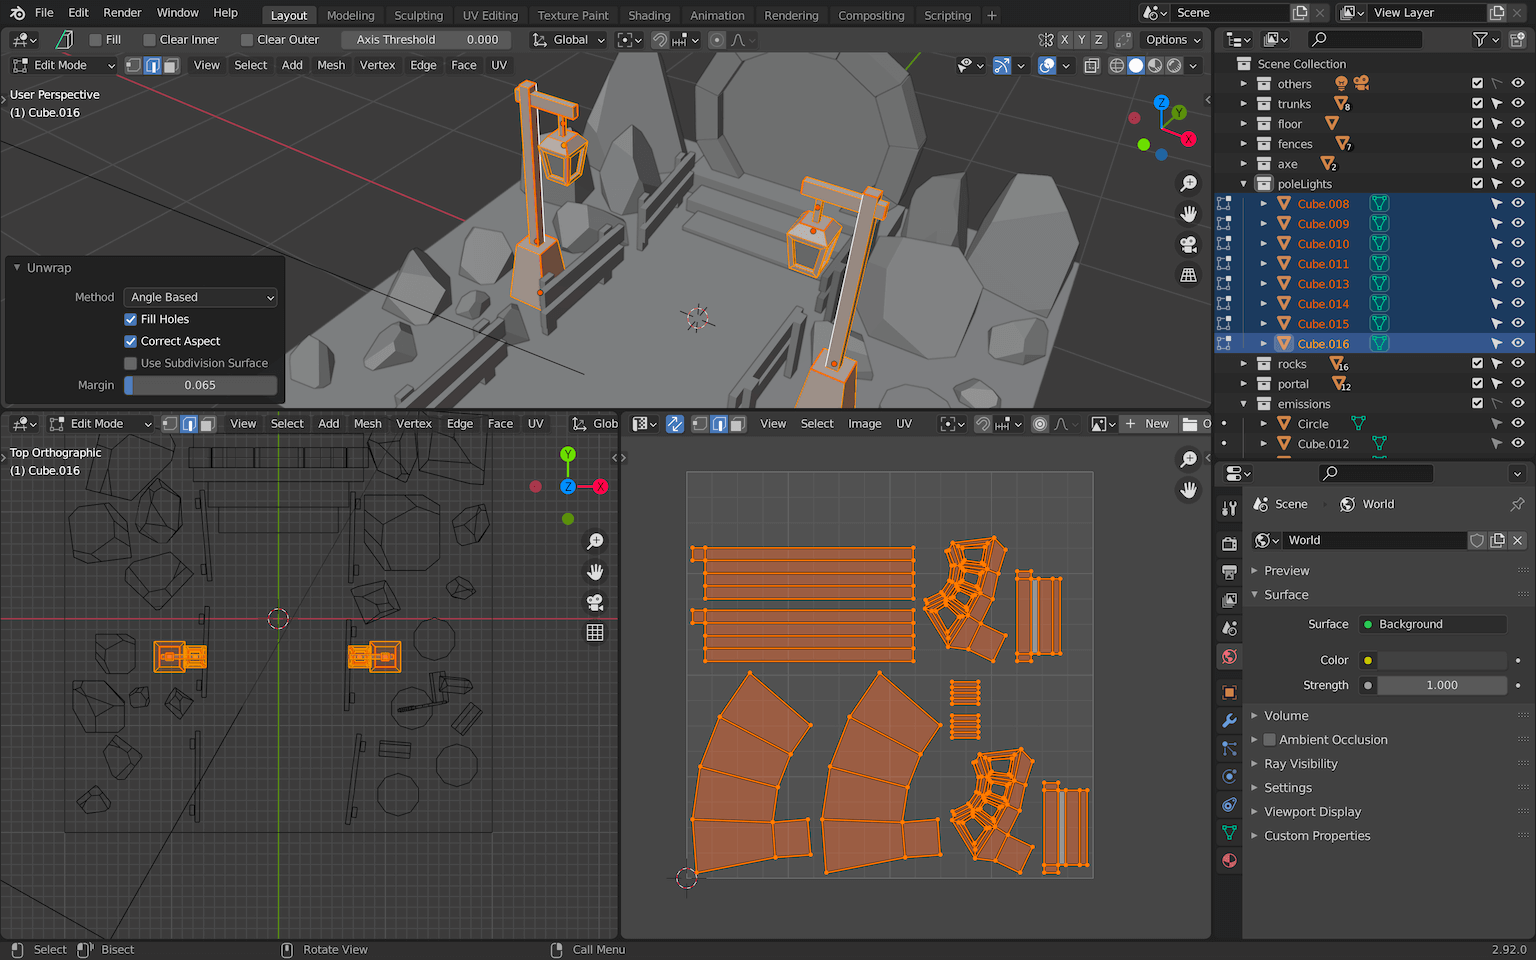 File Edit Render Window Help Layout Modeling Sculpting UV Editing Texture Paint Shading Animation Rendering Compositing Scripting + Scene View Layer
Fill Clear Inner Clear Outer Axis Threshold 0.000 Global X Y Z Options
Edit Mode View Select Add Mesh Vertex Edge Face UV
User Perspective
(1) Cube.016
Z
Y
X
Unwrap
Method Angle Based
Fill Holes
Correct Aspect
Use Subdivision Surface
Margin 0.065
Scene Collection
others
trunks 8
floor
fences 7
axe 2
poleLights
Cube.008
Cube.009
Cube.010
Cube.011
Cube.013
Cube.014
Cube.015
Cube.016
rocks 16
portal 12
emissions
Circle
Cube.012
Edit Mode View Select Add Mesh Vertex Edge Face UV Glob
Top Orthographic
(1) Cube.016
Y
Z X
View Select Image UV + New O
Scene World
World
Preview
Surface
Surface Background
Color
Strength 1.000
Volume
Ambient Occlusion
Ray Visibility
Settings
Viewport Display
Custom Properties
Select Bisect Rotate View Call Menu 2.92.0